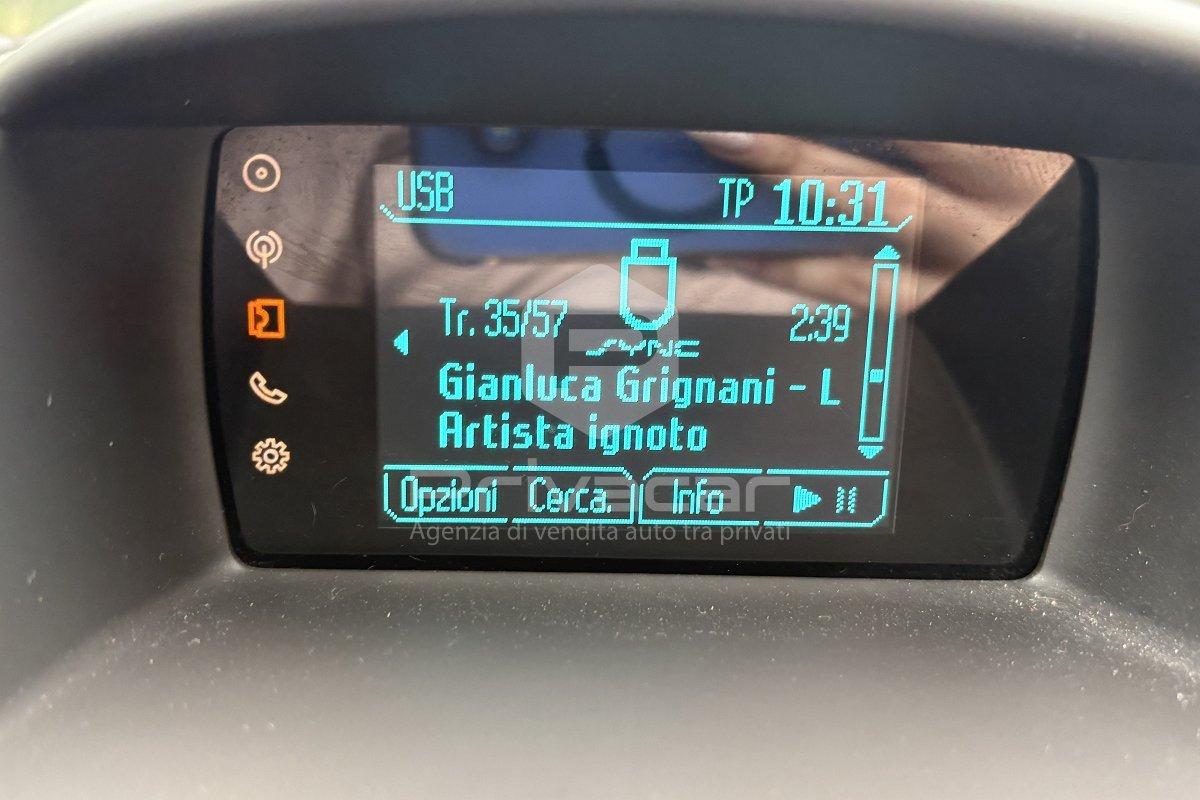 USB TP 10:31
Tr. 35/57 2:39
SYNC
Gianluca Grignani - L
Artista ignoto
Opzioni Cerca. Info
Privacar
Agenzia di vendita auto tra privati